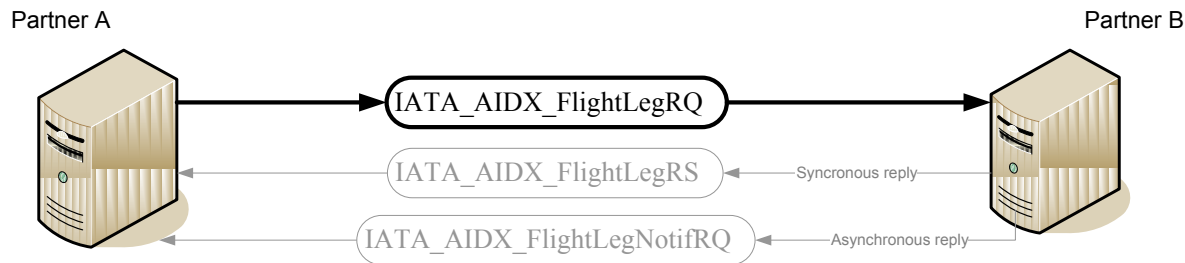 Partner A
Partner B
IATA_AIDX_FlightLegRQ
IATA_AIDX_FlightLegRS
Syncronous reply
IATA_AIDX_FlightLegNotifRQ
Asynchronous reply